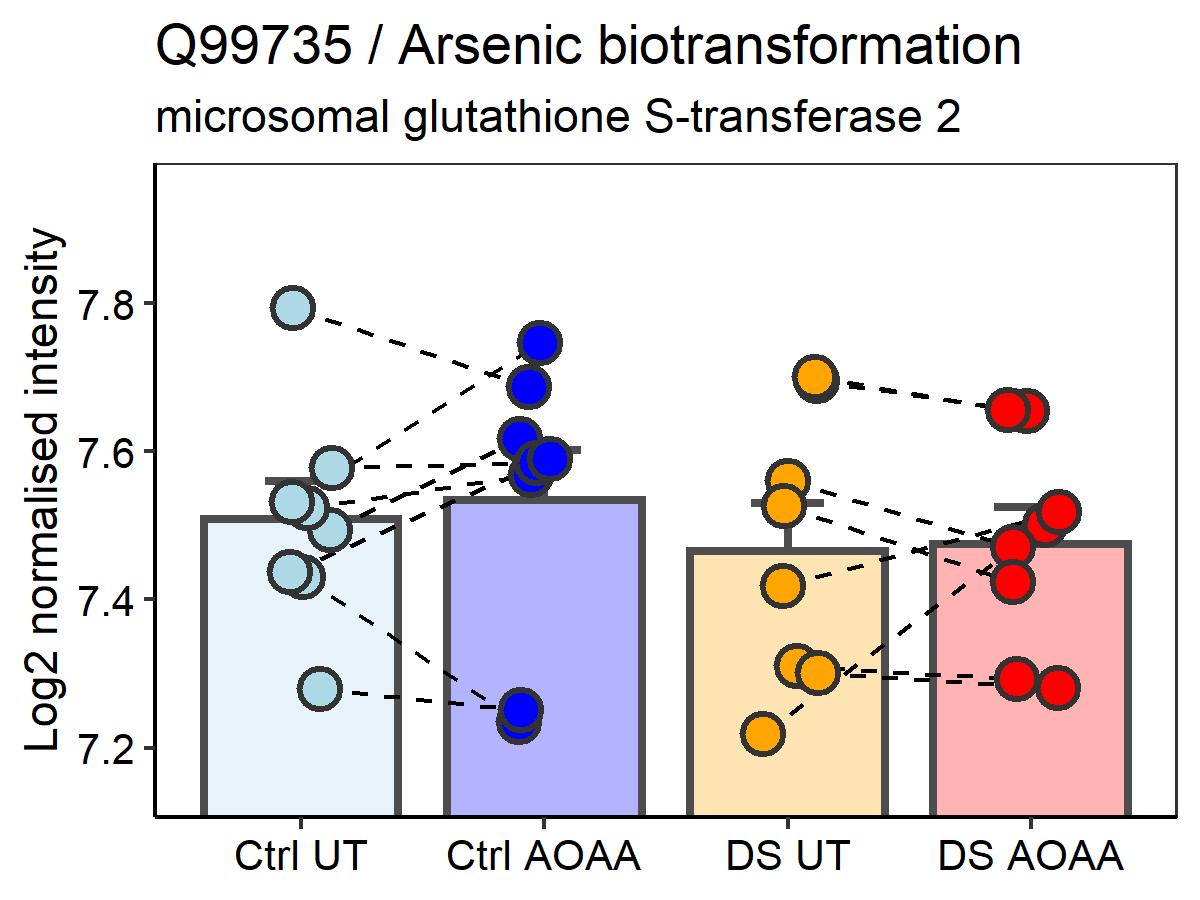 Q99735 / Arsenic biotransformation
microsomal glutathione S-transferase 2
Log2 normalised intensity
7.8
7.6
7.4
7.2
Ctrl UT
Ctrl AOAA
DS UT
DS AOAA